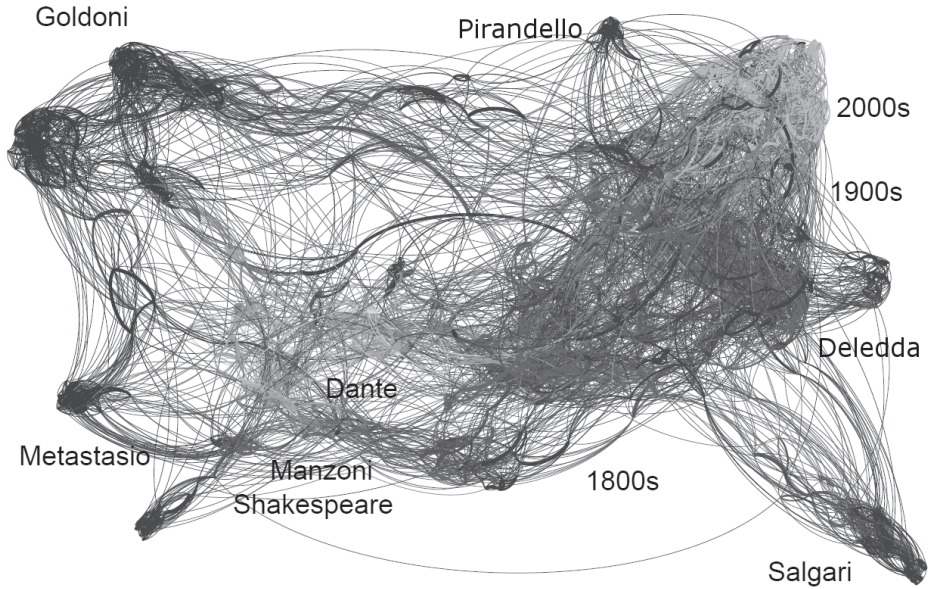 Goldoni
Pirandello
2000s
1900s
Deledda
Dante
Metastasio
Manzoni
Shakespeare
1800s
Salgari